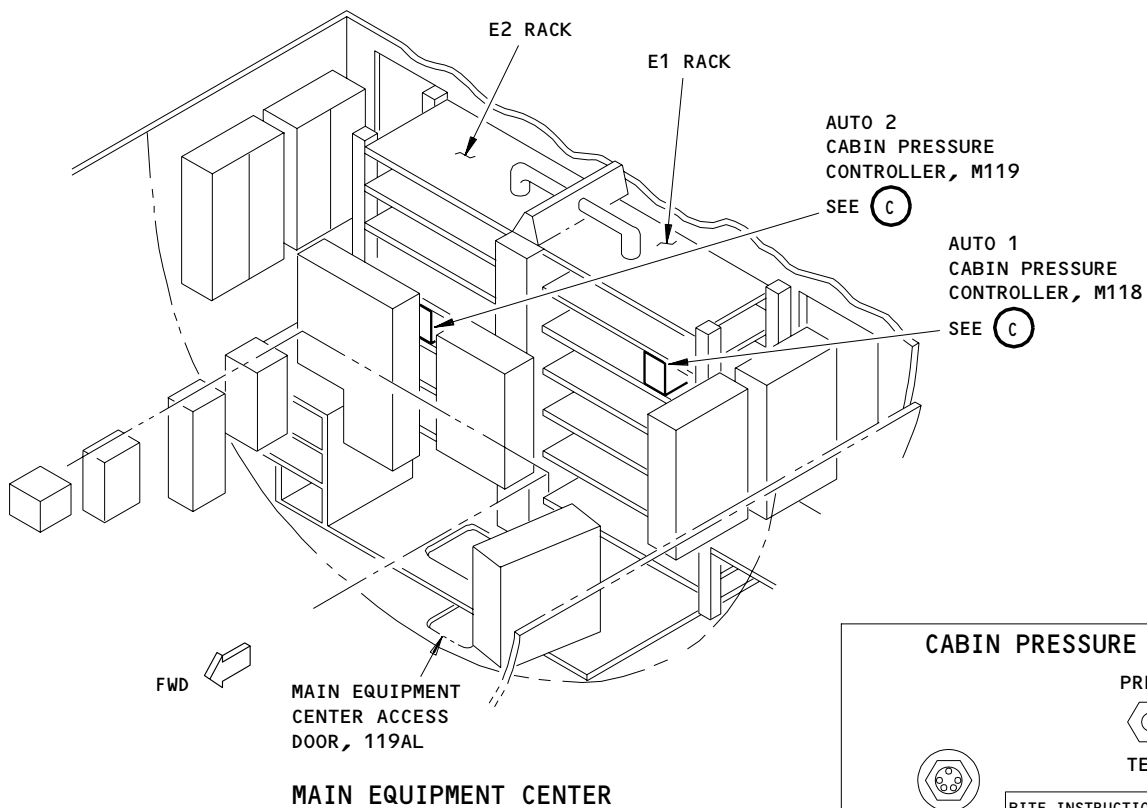 E2 RACK
E1 RACK
AUTO 2
CABIN PRESSURE
CONTROLLER, M119
SEE C
AUTO 1
CABIN PRESSURE
CONTROLLER, M118
SEE C
FWD
MAIN EQUIPMENT
CENTER ACCESS
DOOR, 119AL
MAIN EQUIPMENT CENTER
CABIN PRESSURE